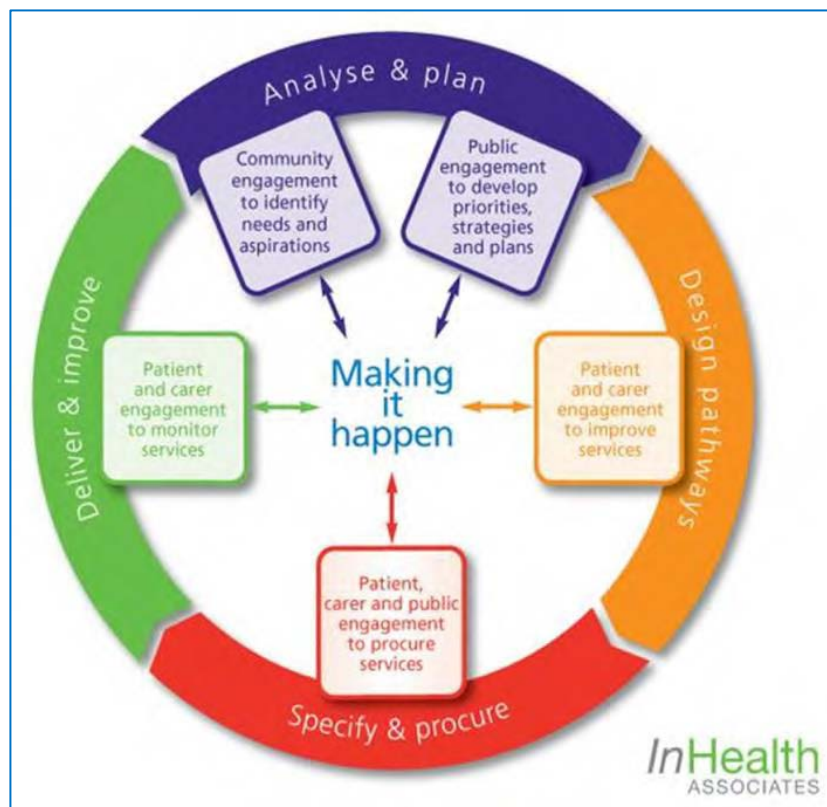 Analyse & plan
Community
engagement
to identify
needs and
aspirations
Public
engagement
to develop
priorities,
strategies
and plans
Design pathways
Patient
and carer
engagement
to improve
services
Specify & procure
Patient,
carer and public
engagement
to procure
services
Deliver & improve
Patient
and carer
engagement
to monitor
services
Making
it
happen
InHealth
ASSOCIATES